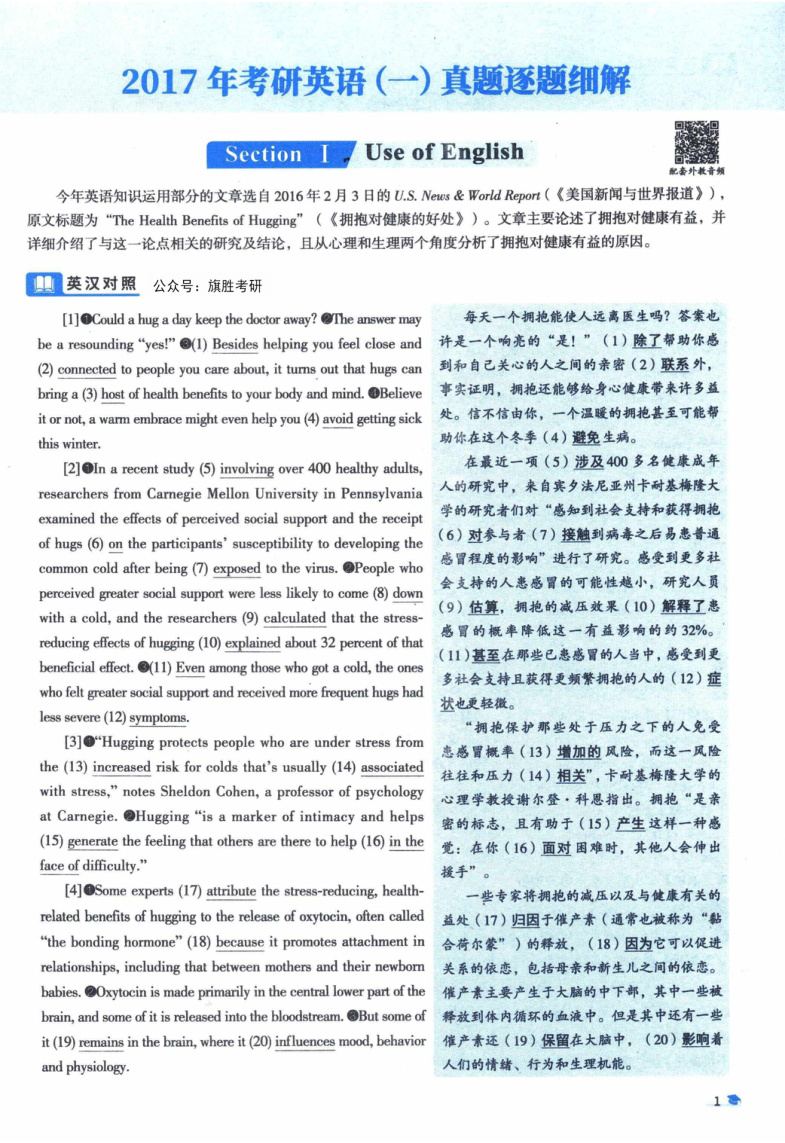 2017 年考研英语（一）真题逐题细解
Section Ⅰ Use of English
配套外教音频
今年英语知识运用部分的文章选自 2016 年 2 月 3 日的 U.S. News & World Report（《美国新闻与世界报道》），
原文标题为 “The Health Benefits of Hugging” （《拥抱对健康的好处》）。文章主要论述了拥抱对健康有益，并
详细介绍了与这一论点相关的研究及结论，且从心理和生理两个角度分析了拥抱对健康有益的原因。
英汉对照 公众号：旗胜考研
[1]❶Could a hug a day keep the doctor away? ❷The answer may
be a resounding “yes!” ❸(1) Besides helping you feel close and
(2) connected to people you care about, it turns out that hugs can
bring a (3) host of health benefits to your body and mind. ❹Believe
it or not, a warm embrace might even help you (4) avoid getting sick
this winter.
[2]❶In a recent study (5) involving over 400 healthy adults,
researchers from Carnegie Mellon University in Pennsylvania
examined the effects of perceived social support and the receipt
of hugs (6) on the participants’ susceptibility to developing the
common cold after being (7) exposed to the virus. ❷People who
perceived greater social support were less likely to come (8) down
with a cold, and the researchers (9) calculated that the stress-
reducing effects of hugging (10) explained about 32 percent of that
beneficial effect. ❸(11) Even among those who got a cold, the ones
who felt greater social support and received more frequent hugs had
less severe (12) symptoms.
[3]❶“Hugging protects people who are under stress from
the (13) increased risk for colds that’s usually (14) associated
with stress,” notes Sheldon Cohen, a professor of psychology
at Carnegie. ❷Hugging “is a marker of intimacy and helps
(15) generate the feeling that others are there to help (16) in the
face of difficulty.”
[4]❶Some experts (17) attribute the stress-reducing, health-
related benefits of hugging to the release of oxytocin, often called
“the bonding hormone” (18) because it promotes attachment in
relationships, including that between mothers and their newborn
babies. ❷Oxytocin is made primarily in the central lower part of the
brain, and some of it is released into the bloodstream. ❸But some of
it (19) remains in the brain, where it (20) influences mood, behavior
and physiology.
每天一个拥抱能使人远离医生吗？答案也
许是一个响亮的“是！”（1）除了帮助你感
到和自己关心的人之间的亲密（2）联系外，
事实证明，拥抱还能够给身心健康带来许多益
处。信不信由你，一个温暖的拥抱甚至可能帮
助你在这个冬季（4）避免生病。
在最近一项（5）涉及400 多名健康成年
人的研究中，来自宾夕法尼亚州卡耐基梅隆大
学的研究者们对“感知到社会支持和获得拥抱
（6）对参与者（7）接触到病毒之后易患普通
感冒程度的影响”进行了研究。感受到更多社
会支持的人患感冒的可能性越小，研究人员
（9）估算，拥抱的减压效果（10）解释了患
感冒的概率降低这一有益影响的约 32%。
（11）甚至在那些已患感冒的人当中，感受到更
多社会支持且获得更频繁拥抱的人的（12）症
状也更轻微。
“拥抱保护那些处于压力之下的人免受
患感冒概率（13）增加的 风险，而这一风险
往往和压力（14）相关”，卡耐基梅隆大学的
心理学教授谢尔登·科恩指出。拥抱“是亲
密的标志，且有助于（15）产生这样一种感
觉：在你（16）面对困难时，其他人会伸出
援手”。
一些专家将拥抱的减压以及与健康有关的
益处（17）归因于催产素（通常也被称为“黏
合荷尔蒙”）的释放，（18）因为它可以促进
关系的依恋，包括母亲和新生儿之间的依恋。
催产素主要产生于大脑的中下部，其中一些被
释放到体内循环的血液中。但是其中还有一些
催产素还（19）保留在大脑中，（20）影响着
人们的情绪、行为和生理机能。
1